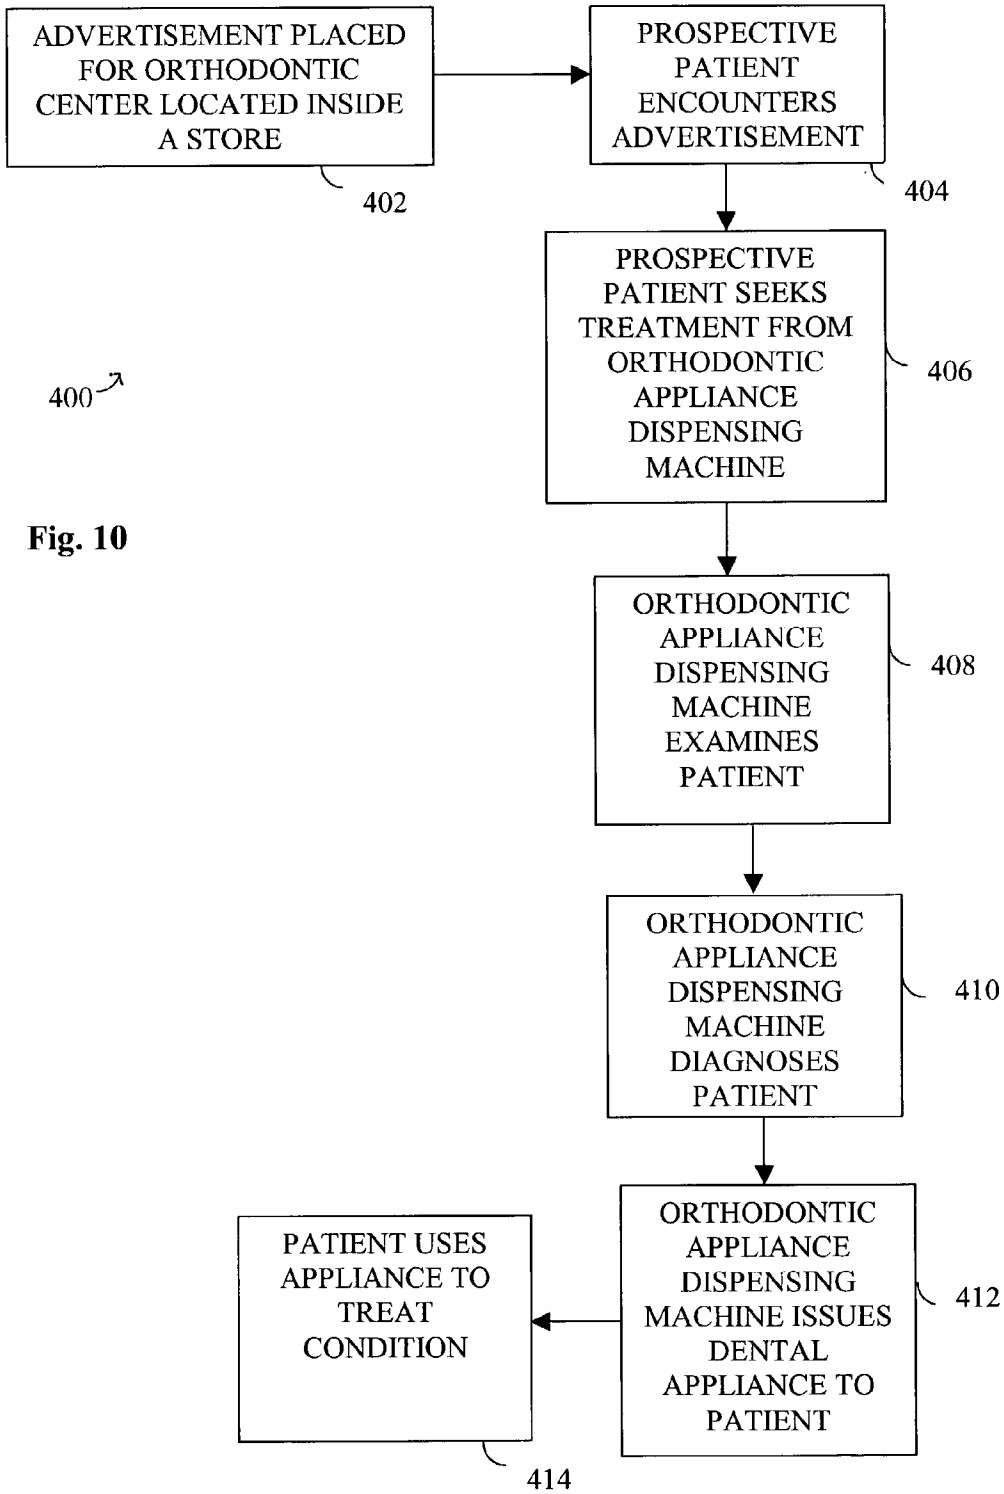 ADVERTISEMENT PLACED
FOR ORTHODONTIC
CENTER LOCATED INSIDE
A STORE
402
PROSPECTIVE
PATIENT
ENCOUNTERS
ADVERTISEMENT
404
PROSPECTIVE
PATIENT SEEKS
TREATMENT FROM
ORTHODONTIC
APPLIANCE
DISPENSING
MACHINE
406
400
Fig. 10
ORTHODONTIC
APPLIANCE
DISPENSING
MACHINE
EXAMINES
PATIENT
408
ORTHODONTIC
APPLIANCE
DISPENSING
MACHINE
DIAGNOSES
PATIENT
410
ORTHODONTIC
APPLIANCE
DISPENSING
MACHINE ISSUES
DENTAL
APPLIANCE TO
PATIENT
412
PATIENT USES
APPLIANCE TO
TREAT
CONDITION
414